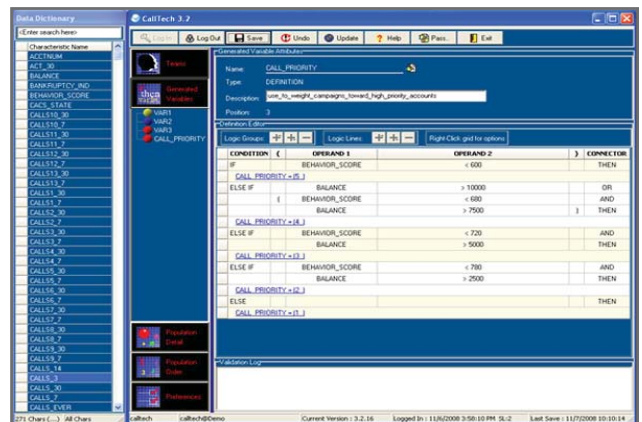 Data Dictionary
<Enter search here>
Characteristic Name
ACCTNUM
ACT_30
BALANCE
BANKRUPTCY_IND
BEHAVIOR_SCORE
CACS_STATE
CALLS10_30
CALLS10_7
CALLS11_30
CALLS11_7
CALLS12_30
CALLS12_7
CALLS13_30
CALLS13_7
CALLS1_30
CALLS1_7
CALLS2_30
CALLS2_7
CALLS3_30
CALLS3_7
CALLS4_30
CALLS4_7
CALLS5_30
CALLS5_7
CALLS6_30
CALLS6_7
CALLS7_30
CALLS7_7
CALLS8_30
CALLS8_7
CALLS9_30
CALLS9_7
CALLS_14
CALLS_3
CALLS_30
CALLS_7
CALLS_EVER
271 Chars (...) All Chars
CallTech 3.2
Log In Log Out Save Undo Update Help Pass.. Exit
Teams
then
Generated Variables
VAR1
VAR2
VAR3
CALL_PRIORITY
Population Detail
Population Order
Preferences
Generated Variable Attributes
Name: CALL_PRIORITY
Type: DEFINITION
Description: use_to_weight_campaigns_toward_high_priority_accounts
Position: 3
Definition Editor
Logic Groups: Logic Lines: Right-Click grid for options
CONDITION ( OPERAND 1 OPERAND 2 ) CONNECTOR
IF BEHAVIOR_SCORE < 600 THEN
CALL_PRIORITY = (5 )
ELSE IF BALANCE > 10000 OR
( BEHAVIOR_SCORE < 680 AND
BALANCE > 7500 ) THEN
CALL_PRIORITY = (4 )
ELSE IF BEHAVIOR_SCORE < 720 AND
BALANCE > 5000 THEN
CALL_PRIORITY = (3 )
ELSE IF BEHAVIOR_SCORE < 780 AND
BALANCE > 2500 THEN
CALL_PRIORITY = (2 )
ELSE THEN
CALL_PRIORITY = (1 )
Validation Log
calltech calltech@Demo Current Version : 3.2.16 Logged In : 11/6/2008 3:58:10 PM SL:2 Last Save : 11/7/2008 10:10:14